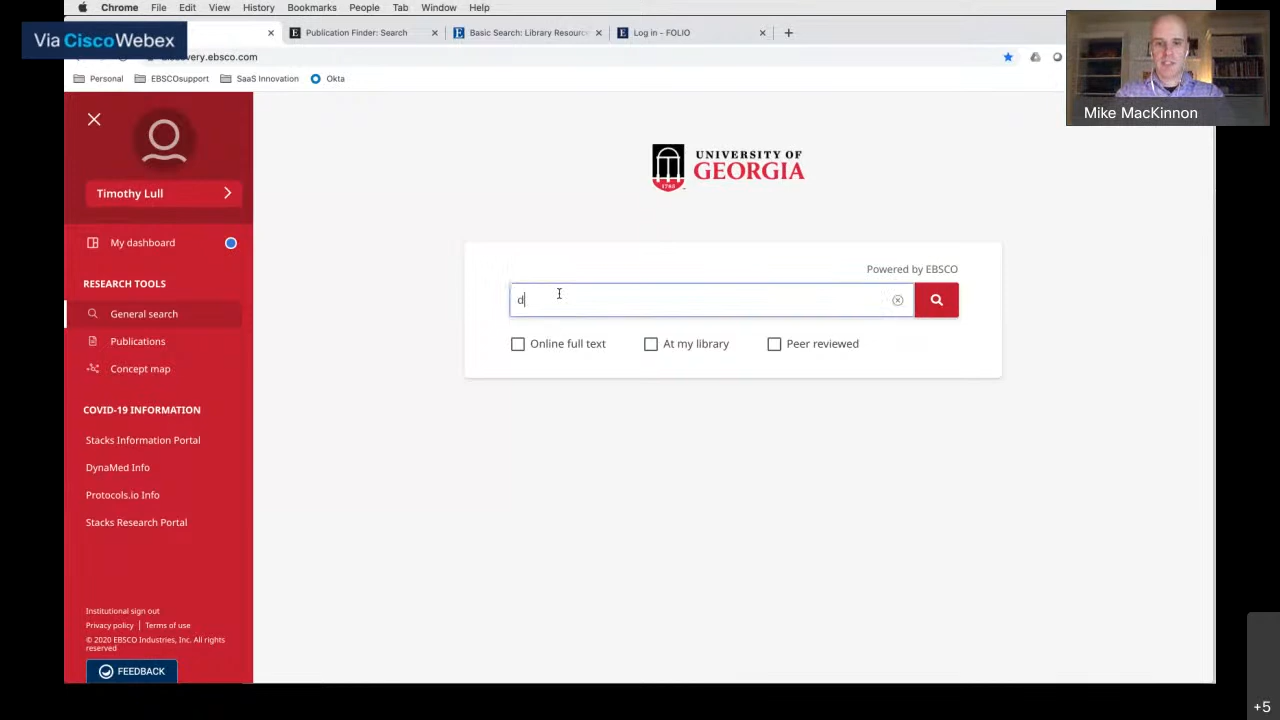 Chrome File Edit View History Bookmarks People Tab Window Help
Via CiscoWebex
Publication Finder: Search
Basic Search: Library Resource
Log in - FOLIO
.ebsco.com
Personal
EBSCOsupport
SaaS Innovation
Okta
Mike MacKinnon
Timothy Lull
My dashboard
RESEARCH TOOLS
General search
Publications
Concept map
COVID-19 INFORMATION
Stacks Information Portal
DynaMed Info
Protocols.io Info
Stacks Research Portal
Institutional sign out
Privacy policy | Terms of use
© 2020 EBSCO Industries, Inc. All rights
reserved
FEEDBACK
UNIVERSITY OF
GEORGIA
1785
Powered by EBSCO
d
Online full text
At my library
Peer reviewed
+5